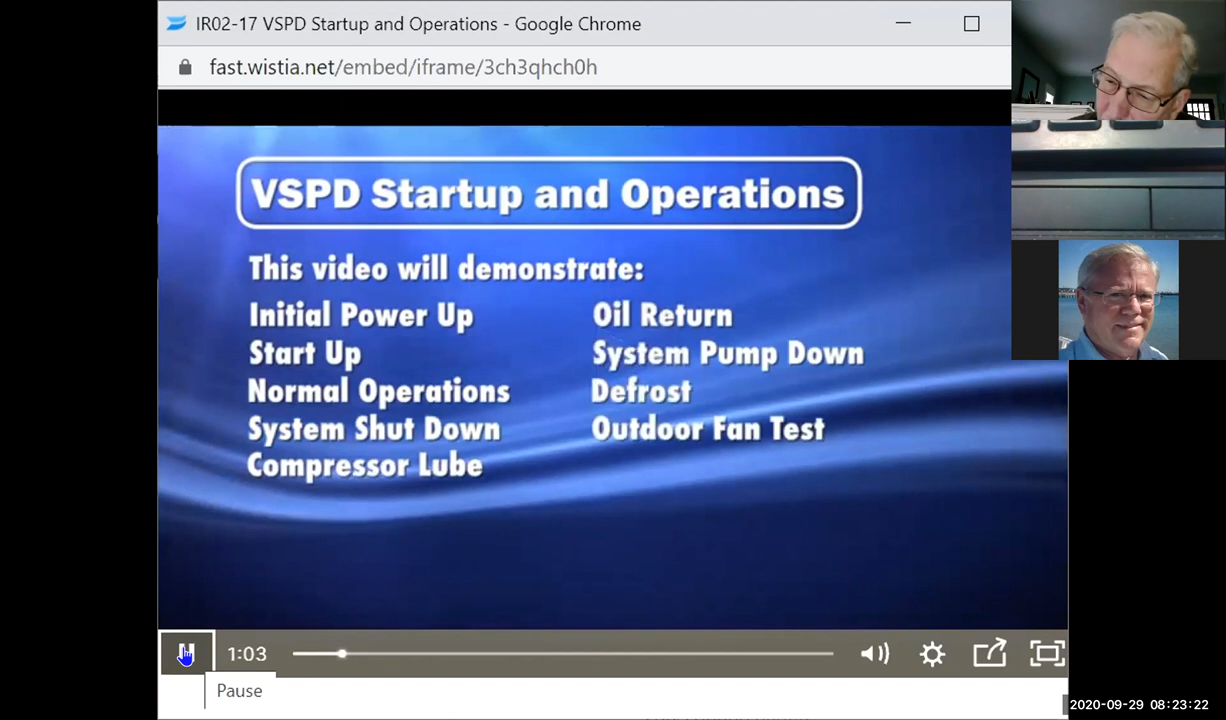 IR02-17 VSPD Startup and Operations - Google Chrome
fast.wistia.net/embed/iframe/3ch3qhch0h
VSPD Startup and Operations
This video will demonstrate:
Initial Power Up
Start Up
Normal Operations
System Shut Down
Compressor Lube
Oil Return
System Pump Down
Defrost
Outdoor Fan Test
1:03
Pause
2020-09-29 08:23:22